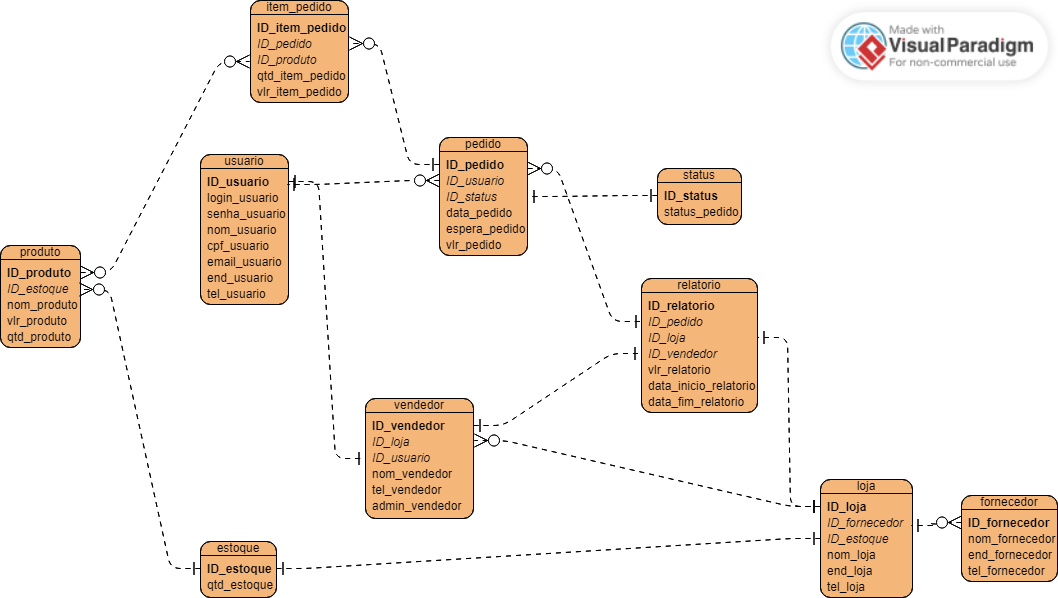 item_pedido
ID_item_pedido
ID_pedido
ID_produto
qtd_item_pedido
vlr_item_pedido
Made with
Visual Paradigm
For non-commercial use
pedido
ID_pedido
ID_usuario
ID_status
data_pedido
espera_pedido
vlr_pedido
usuario
ID_usuario
login_usuario
senha_usuario
nom_usuario
cpf_usuario
email_usuario
end_usuario
tel_usuario
status
ID_status
status_pedido
produto
ID_produto
ID_estoque
nom_produto
vlr_produto
qtd_produto
relatorio
ID_relatorio
ID_pedido
ID_loja
ID_vendedor
vlr_relatorio
data_inicio_relatorio
data_fim_relatorio
vendedor
ID_vendedor
ID_loja
ID_usuario
nom_vendedor
tel_vendedor
admin_vendedor
loja
ID_loja
ID_fornecedor
ID_estoque
nom_loja
end_loja
tel_loja
fornecedor
ID_fornecedor
nom_fornecedor
end_fornecedor
tel_fornecedor
estoque
ID_estoque
qtd_estoque